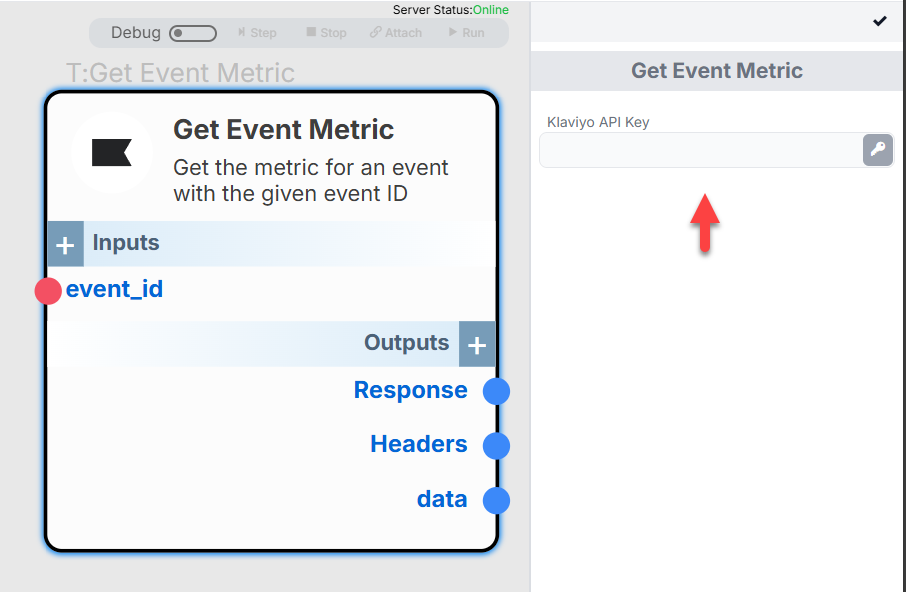 Server Status:Online
Debug
Step
Stop
Attach
Run
T:Get Event Metric
Get Event Metric
Get the metric for an event
with the given event ID
Inputs
event_id
Outputs
Response
Headers
data
Get Event Metric
Klaviyo API Key